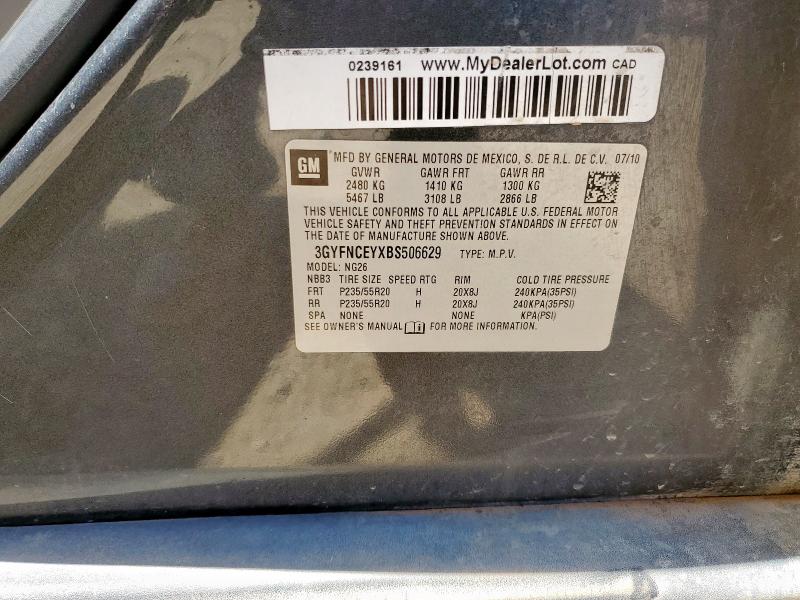 0239161 www.MyDealerLot.com CAD
GM
MFD BY GENERAL MOTORS DE MEXICO, S. DE R.L. DE C.V. 07/10
GVWR GAWR FRT GAWR RR
2480 KG 1410 KG 1300 KG
5467 LB 3108 LB 2866 LB
THIS VEHICLE CONFORMS TO ALL APPLICABLE U.S. FEDERAL MOTOR
VEHICLE SAFETY AND THEFT PREVENTION STANDARDS IN EFFECT ON THE
DATE OF MANUFACTURE SHOWN ABOVE.
3GYFNCEYXBS506629 TYPE: M.P.V.
MODEL: NG26
NBB3 TIRE SIZE SPEED RTG RIM COLD TIRE PRESSURE
FRT P235/55R20 H 20X8J 240KPA(35PSI)
RR P235/55R20 H 20X8J 240KPA(35PSI)
SPA NONE NONE KPA(PSI)
SEE OWNER'S MANUAL FOR MORE INFORMATION.